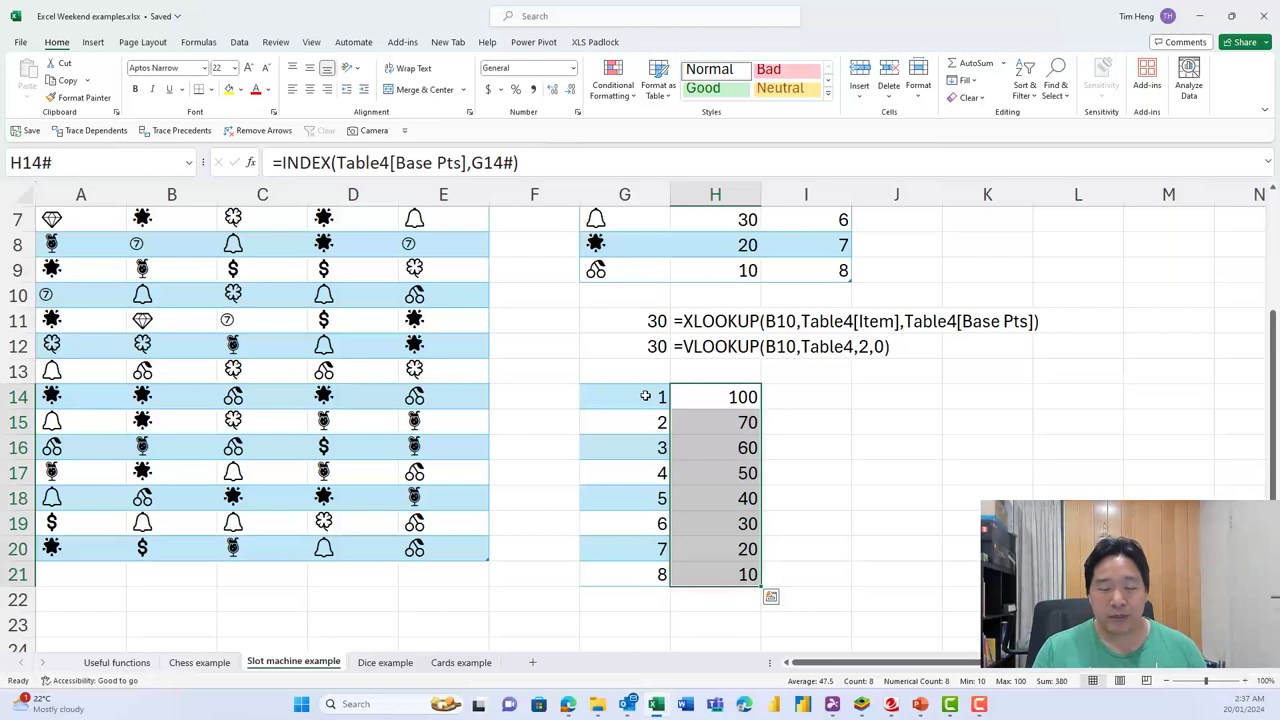 Excel Weekend examples.xlsx • Saved
Search
Tim Heng TH
File Home Insert Page Layout Formulas Data Review View Automate Add-ins New Tab Help Power Pivot XLS Padlock Comments Share
Paste Cut Copy Format Painter Clipboard
Aptos Narrow 22 B I U A A A Font
Wrap Text Merge & Center Alignment
General $ % , Number
Conditional Formatting Format as Table Normal Bad Good Neutral Styles
Insert Delete Format Cells
AutoSum Fill Clear Sort & Filter Find & Select Editing
Sensitivity Sensitivity
Add-ins Add-ins
Analyze Data
Save Trace Dependents Trace Precedents Clear Remove Arrows Camera
H14# fx =INDEX(Table4[Base Pts],G14#)
A B C D E F G H I J K L M N
7 30 6
8 ⑦ ⑦ 20 7
9 $ $ 10 8
10 ⑦
11 ⑦ $ 30 =XLOOKUP(B10,Table4[Item],Table4[Base Pts])
12 30 =VLOOKUP(B10,Table4,2,0)
13
14 1 100
15 2 70
16 $ 3 60
17 4 50
18 5 40
19 $ 6 30
20 $ 7 20
21 8 10
22
23
24
Useful functions Chess example Slot machine example Dice example Cards example
Ready Accessibility: Good to go Average: 47.5 Count: 8 Numerical Count: 8 Min: 10 Max: 100 Sum: 380 100%
22°C
Mostly cloudy
Search
2:37 AM
20/01/2024